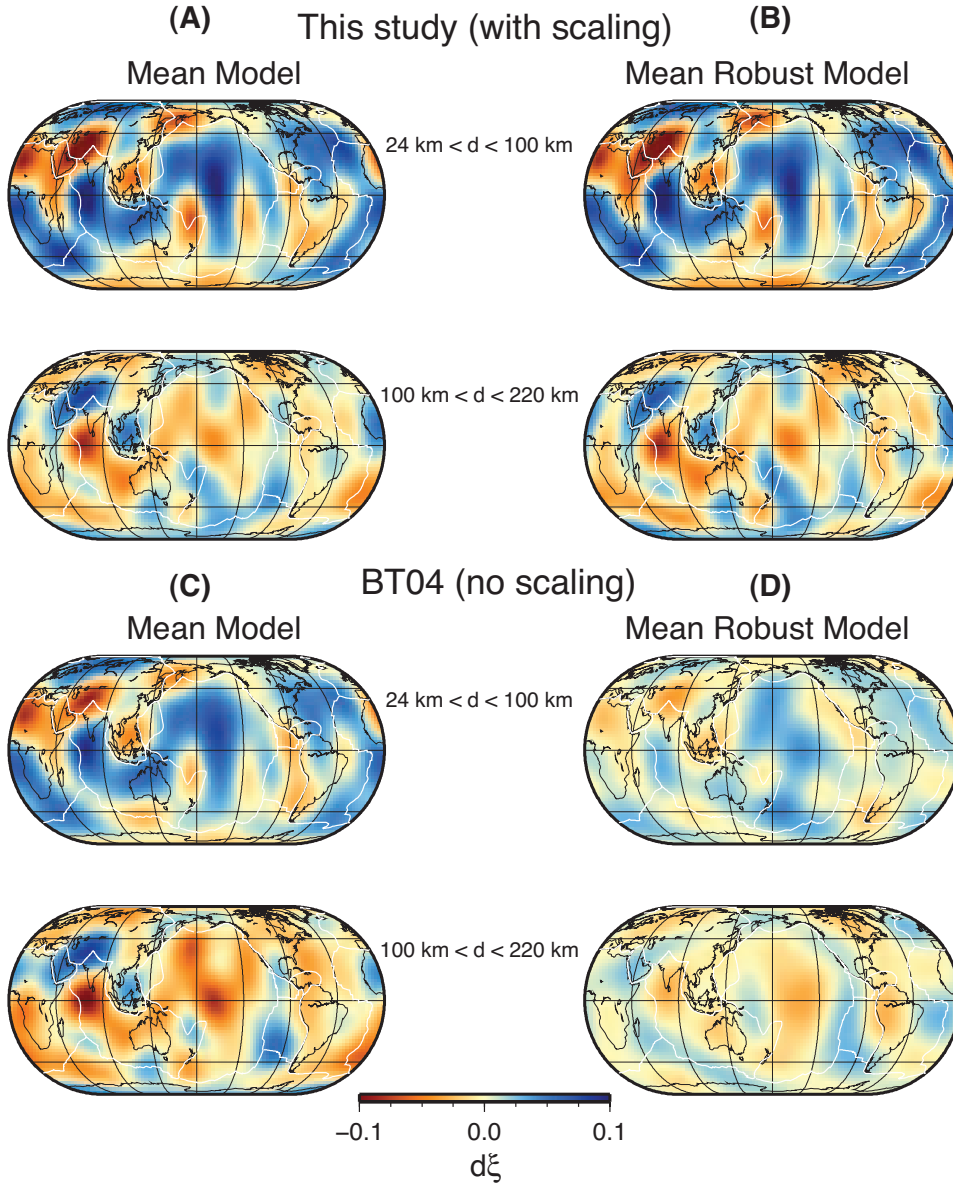 (A)
(B)
This study (with scaling)
Mean Model
Mean Robust Model
24 km < d < 100 km
100 km < d < 220 km
(C)
(D)
BT04 (no scaling)
Mean Model
Mean Robust Model
24 km < d < 100 km
100 km < d < 220 km
−0.1 0.0 0.1
dξ